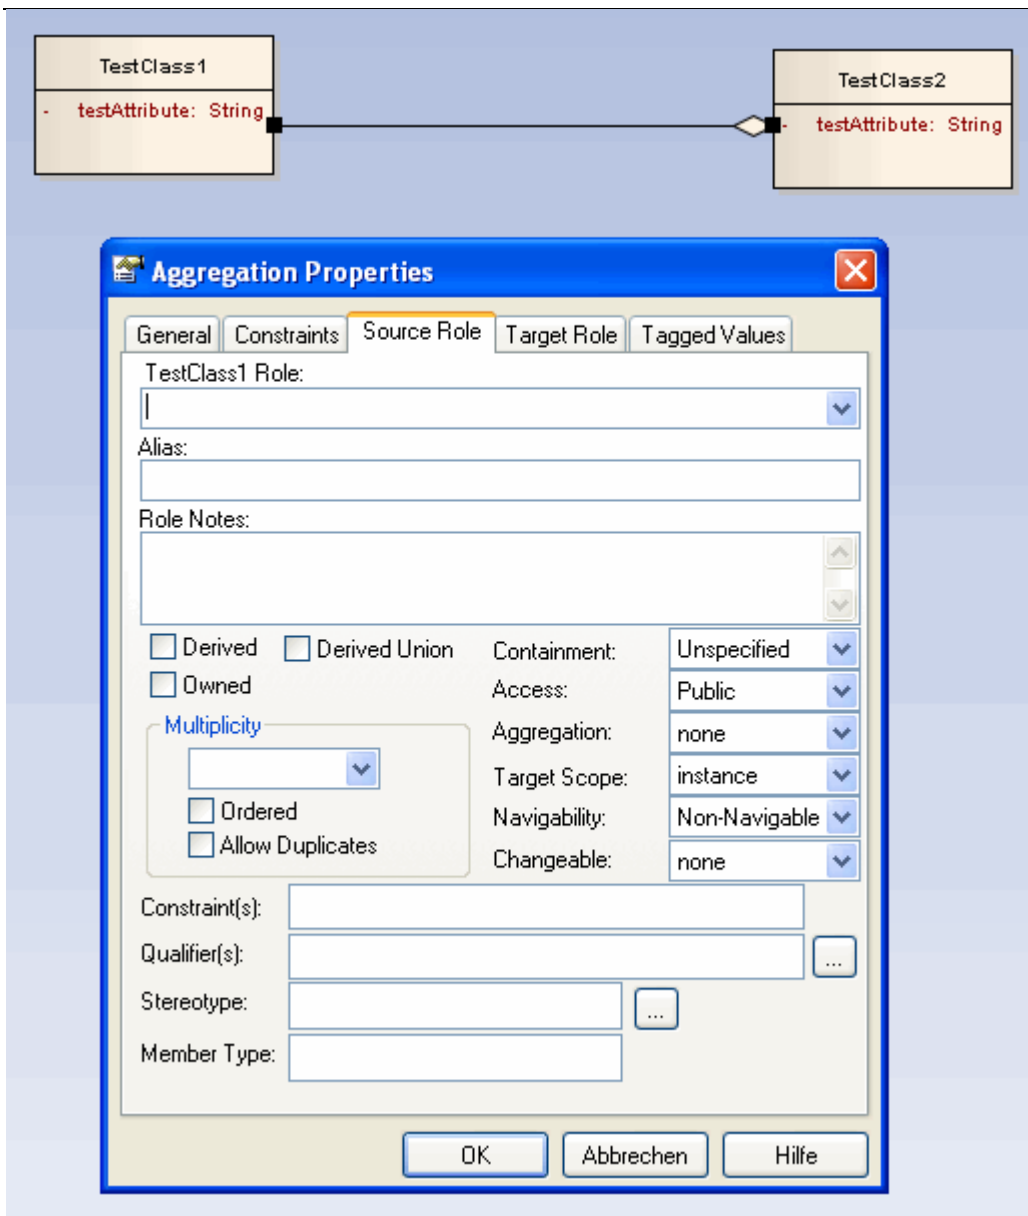 TestClass1
- testAttribute: String
TestClass2
- testAttribute: String
Aggregation Properties
General Constraints Source Role Target Role Tagged Values
TestClass1 Role:
Alias:
Role Notes:
Derived Derived Union Containment: Unspecified
Owned Access: Public
Multiplicity Aggregation: none
Target Scope: instance
Ordered Navigability: Non-Navigable
Allow Duplicates Changeable: none
Constraint(s):
Qualifier(s): ...
Stereotype: ...
Member Type:
OK Abbrechen Hilfe